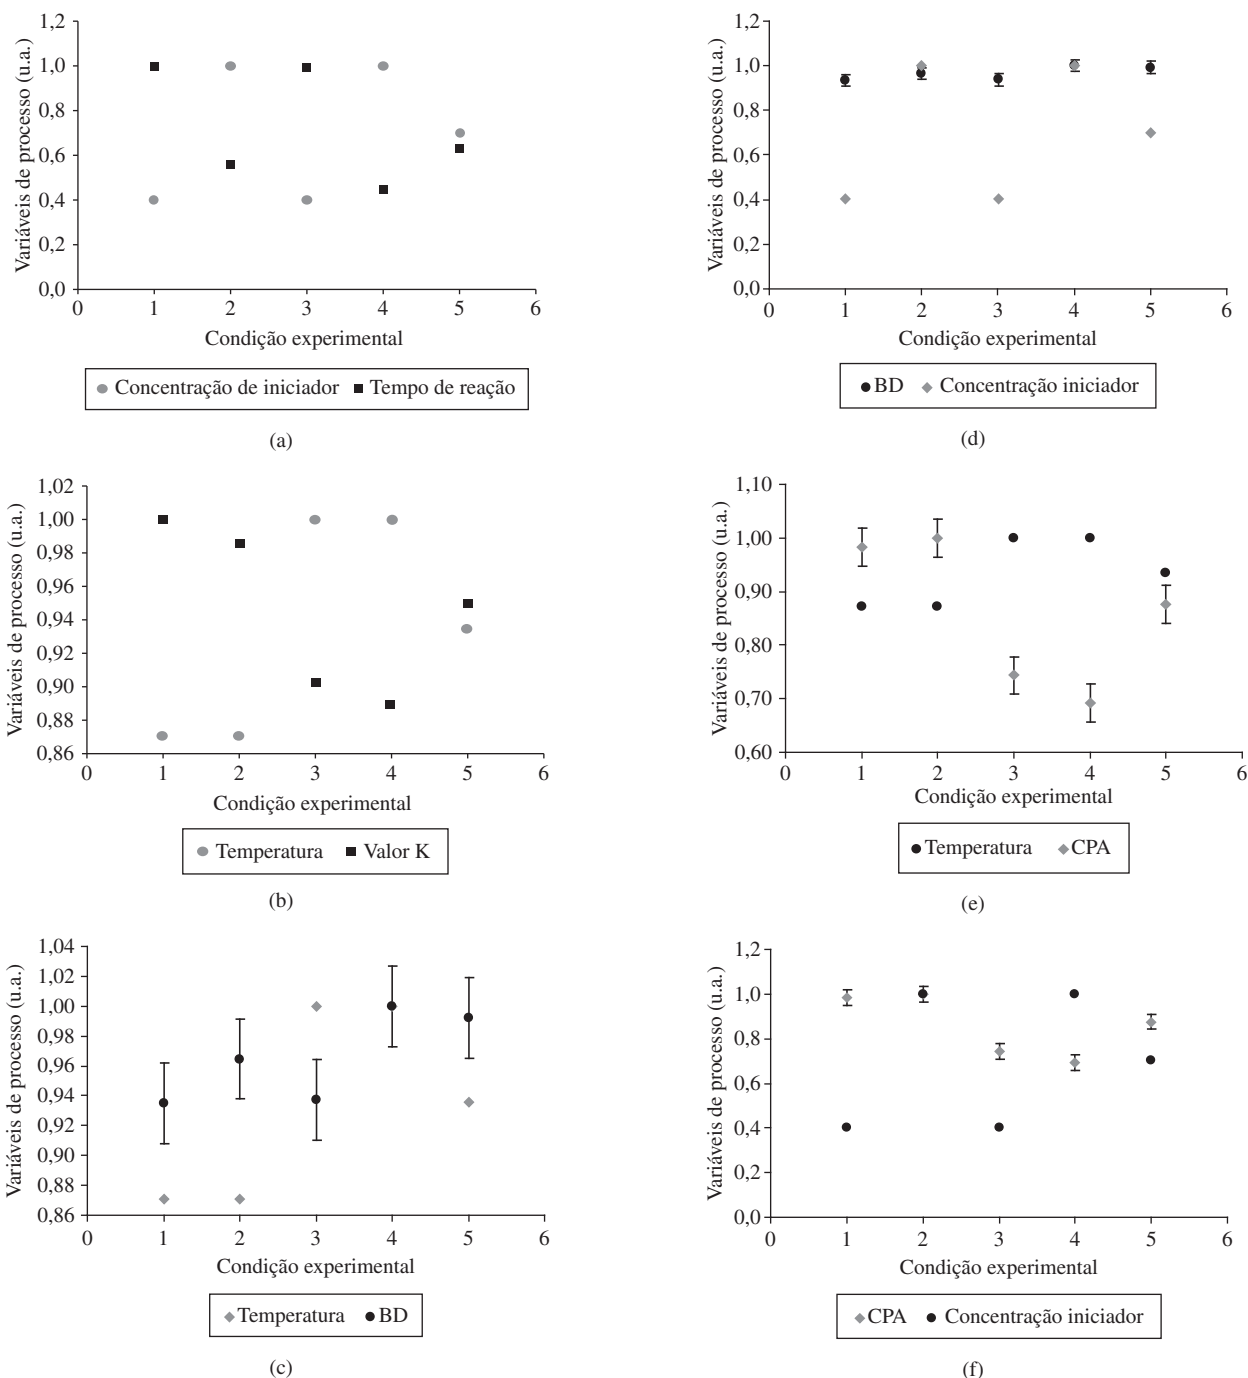 Variáveis de processo (u.a.)
1,2
1,0
0,8
0,6
0,4
0,2
0,0
0 1 2 3 4 5 6
Condição experimental
Concentração de iniciador Tempo de reação
(a)
Variáveis de processo (u.a.)
1,02
1,00
0,98
0,96
0,94
0,92
0,90
0,88
0,86
0 1 2 3 4 5 6
Condição experimental
Temperatura Valor K
(b)
Variáveis de processo (u.a.)
1,04
1,02
1,00
0,98
0,96
0,94
0,92
0,90
0,88
0,86
0 1 2 3 4 5 6
Condição experimental
Temperatura BD
(c)
Variáveis de processo (u.a.)
1,2
1,0
0,8
0,6
0,4
0,2
0,0
0 1 2 3 4 5 6
Condição experimental
BD Concentração iniciador
(d)
Variáveis de processo (u.a.)
1,10
1,00
0,90
0,80
0,70
0,60
0 1 2 3 4 5 6
Condição experimental
Temperatura CPA
(e)
Variáveis de processo (u.a.)
1,2
1,0
0,8
0,6
0,4
0,2
0,0
0 1 2 3 4 5 6
Condição experimental
CPA Concentração iniciador
(f)